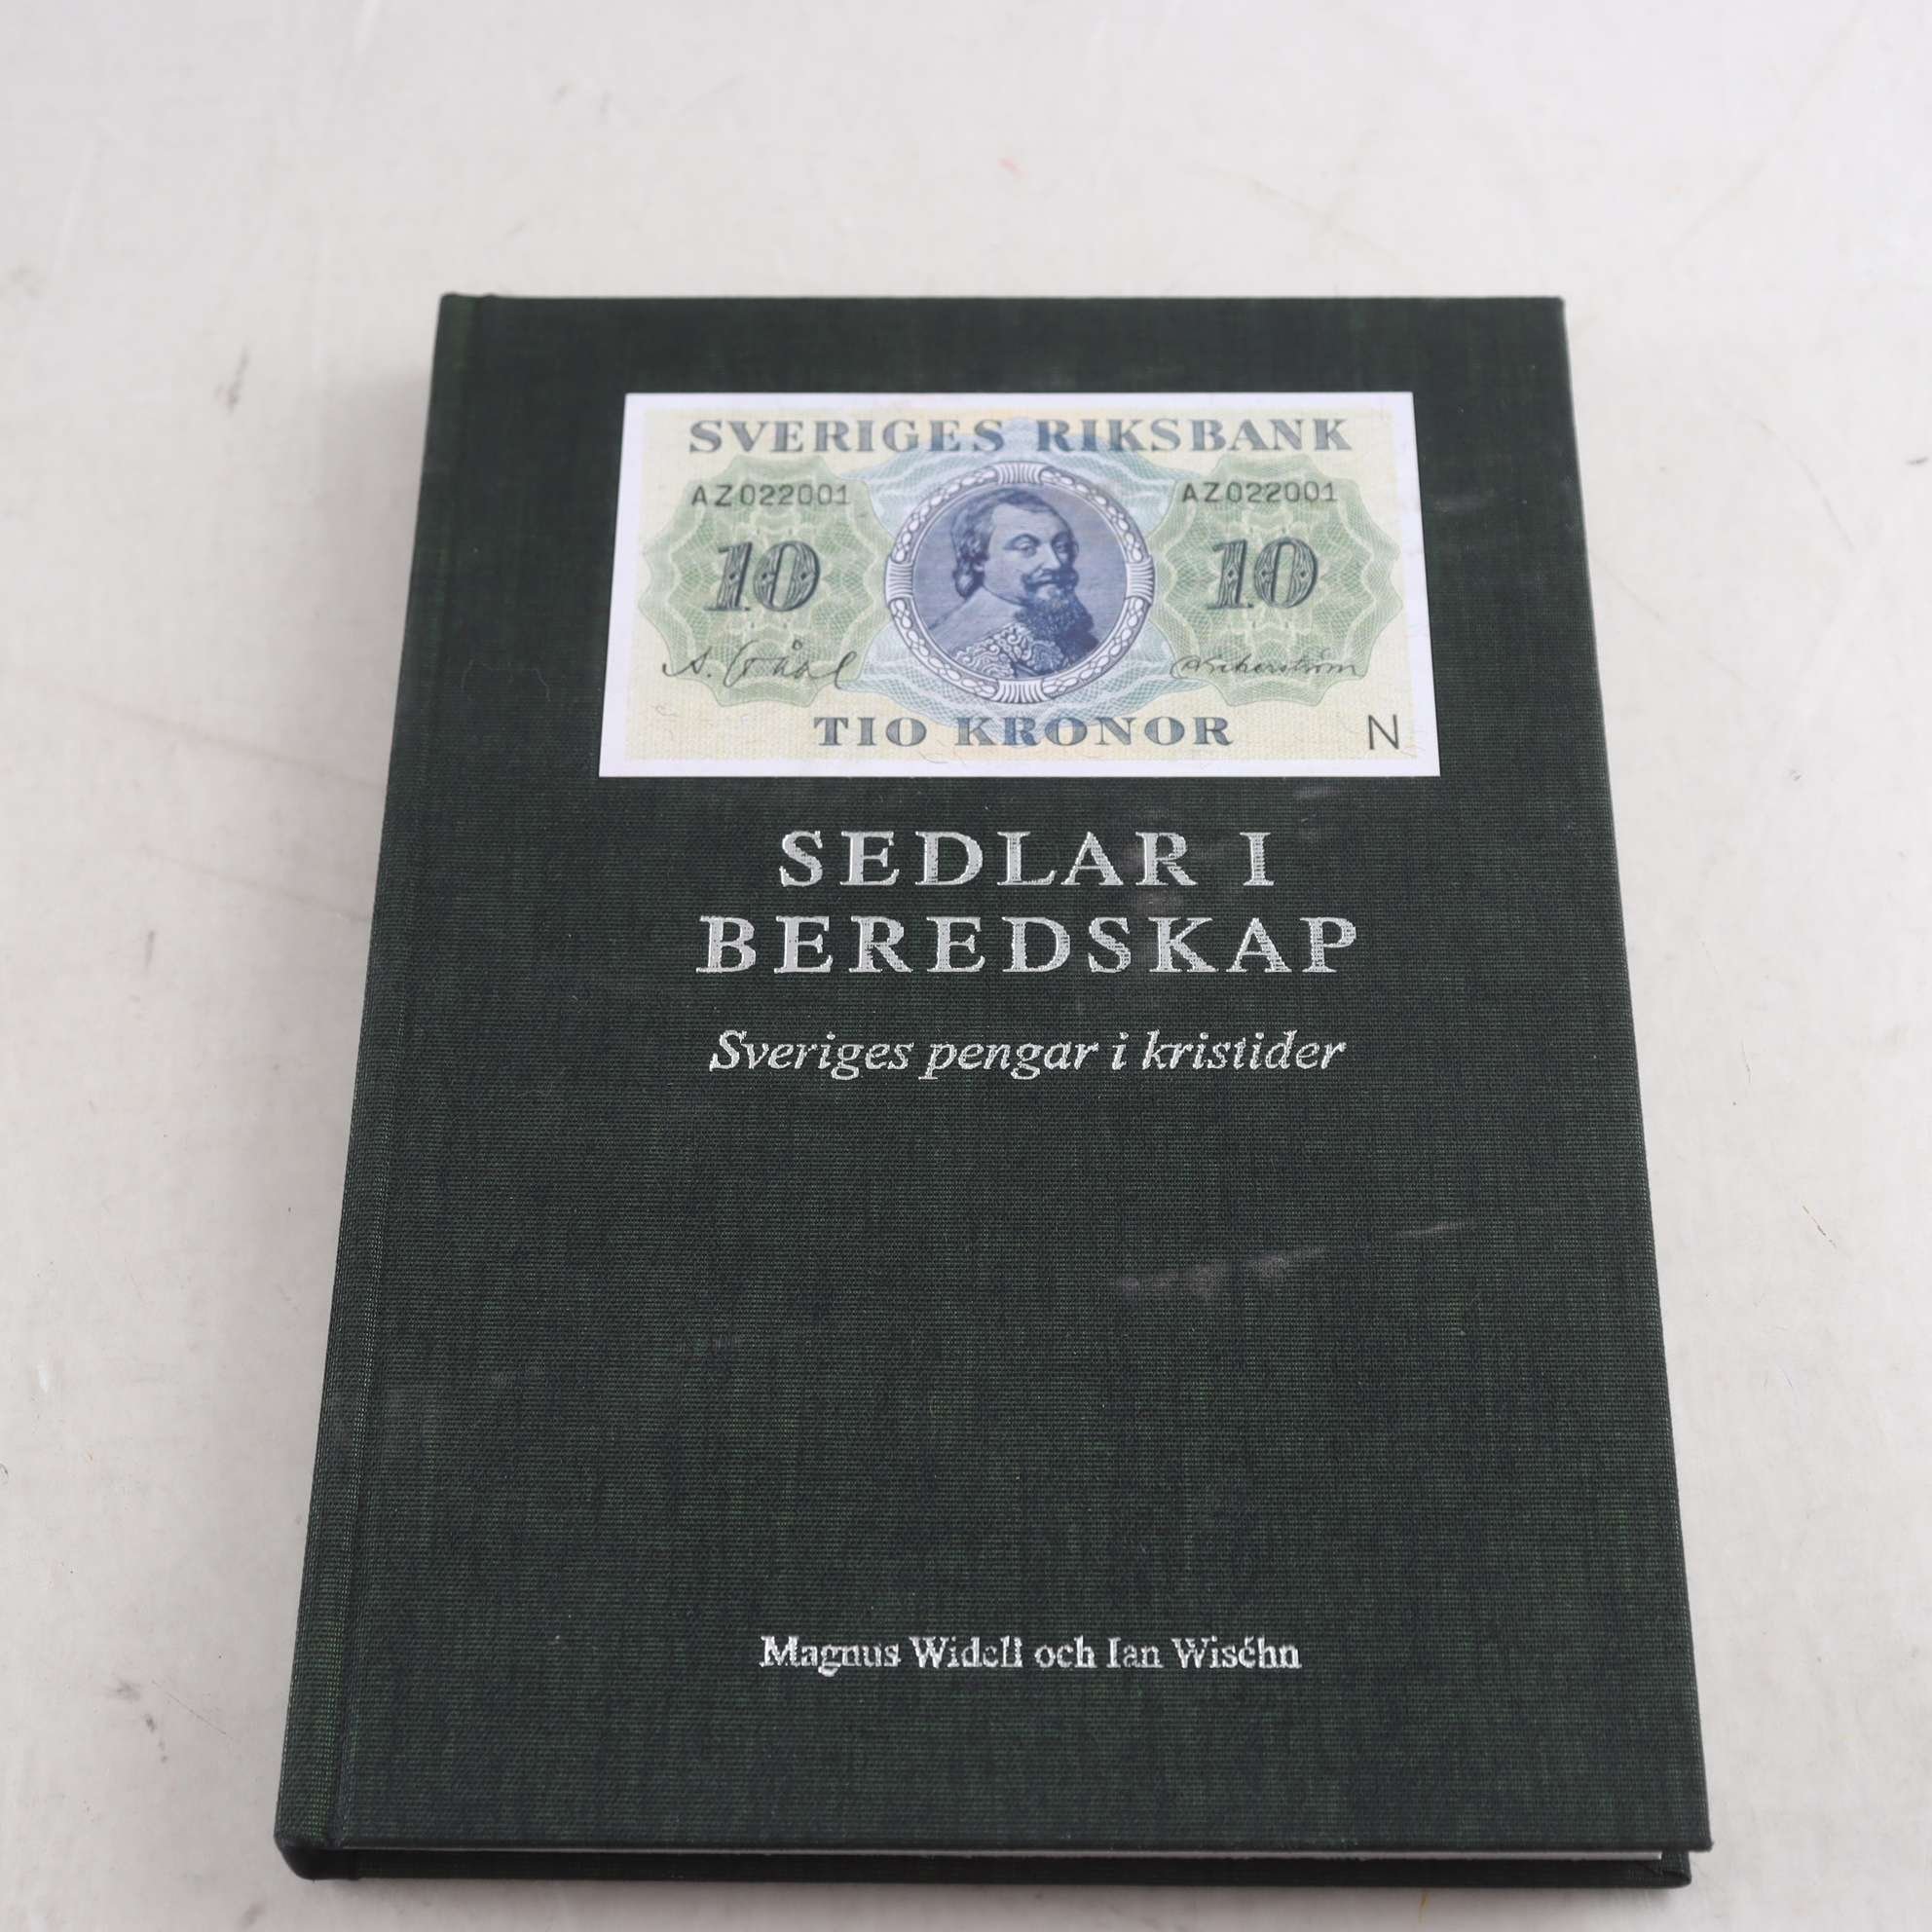 SVERIGES RIKSBANK
AZ022001 AZ022001
10 10
TIO KRONOR N
SEDLAR I
BEREDSKAP
Sveriges pengar i kristider
Magnus Widell och Ian Wiséhn